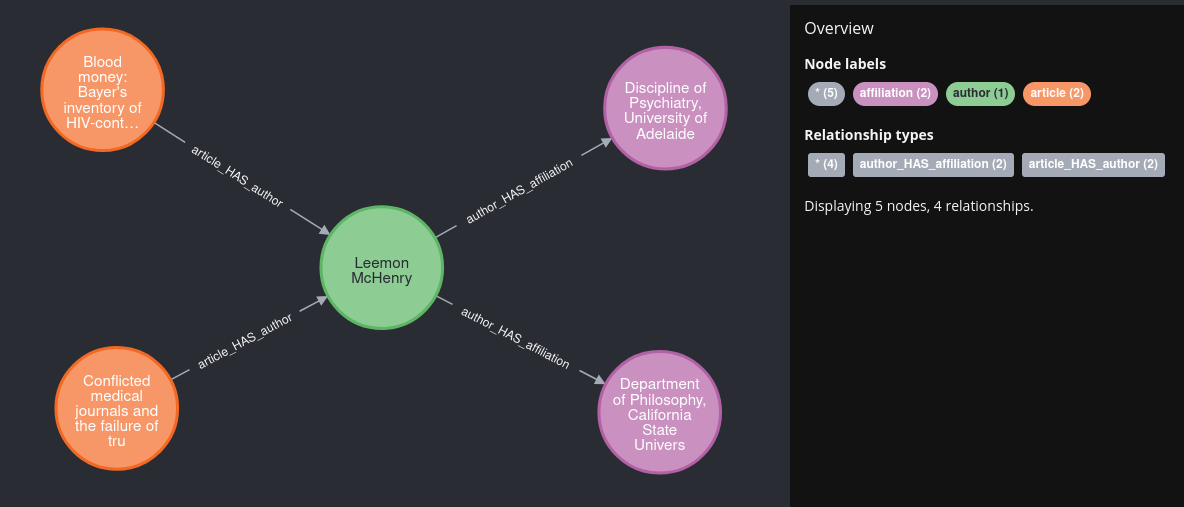 Blood
money:
Bayer's
inventory of
HIV-cont…
article_HAS_author
Leemon
McHenry
author_HAS_affiliation
Discipline of
Psychiatry,
University of
Adelaide
Conflicted
medical
journals and
the failure of
tru
article_HAS_author
author_HAS_affiliation
Department
of Philosophy,
California
State
Univers
Overview
Node labels
* (5) affiliation (2) author (1) article (2)
Relationship types
* (4) author_HAS_affiliation (2) article_HAS_author (2)
Displaying 5 nodes, 4 relationships.